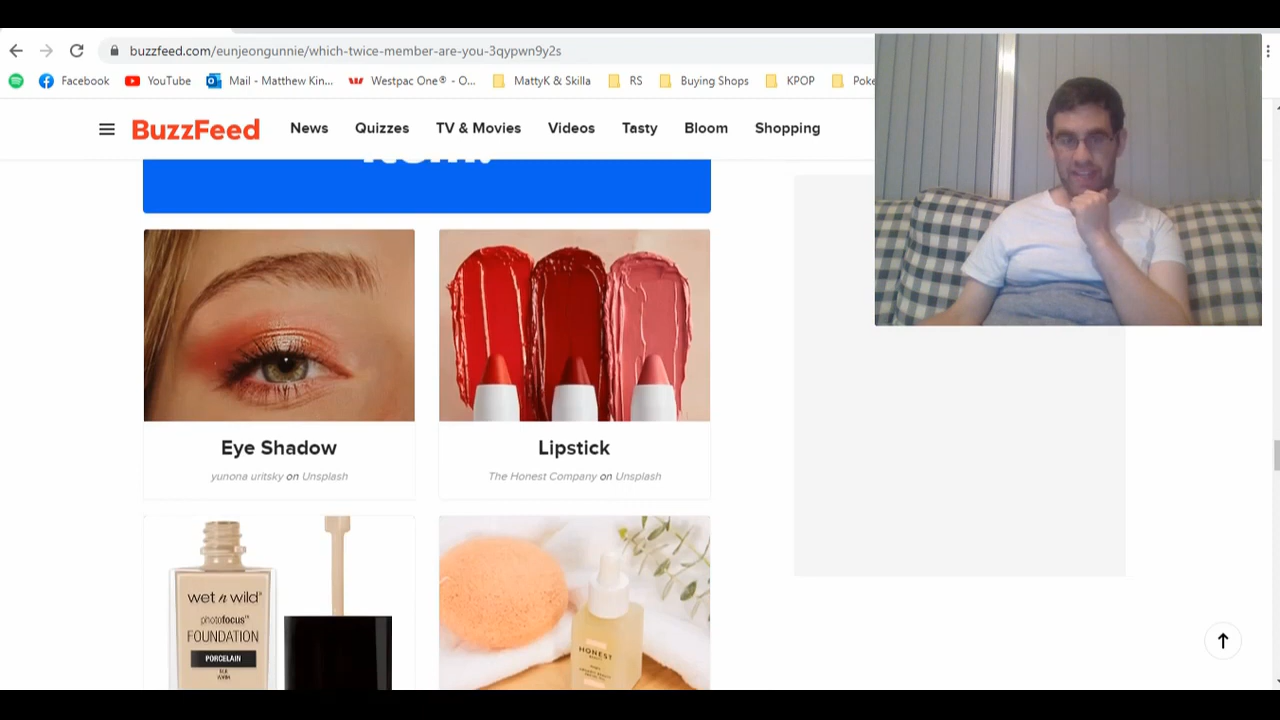 buzzfeed.com/eunjeongunnie/which-twice-member-are-you-3qypwn9y2s
Facebook YouTube Mail - Matthew Kin... Westpac One® - O... MattyK & Skilla RS Buying Shops KPOP Poke
BuzzFeed News Quizzes TV & Movies Videos Tasty Bloom Shopping
Eye Shadow
yunona uritsky on Unsplash
Lipstick
The Honest Company on Unsplash
wet n wild
photofocus™
FOUNDATION
PORCELAIN
HONEST